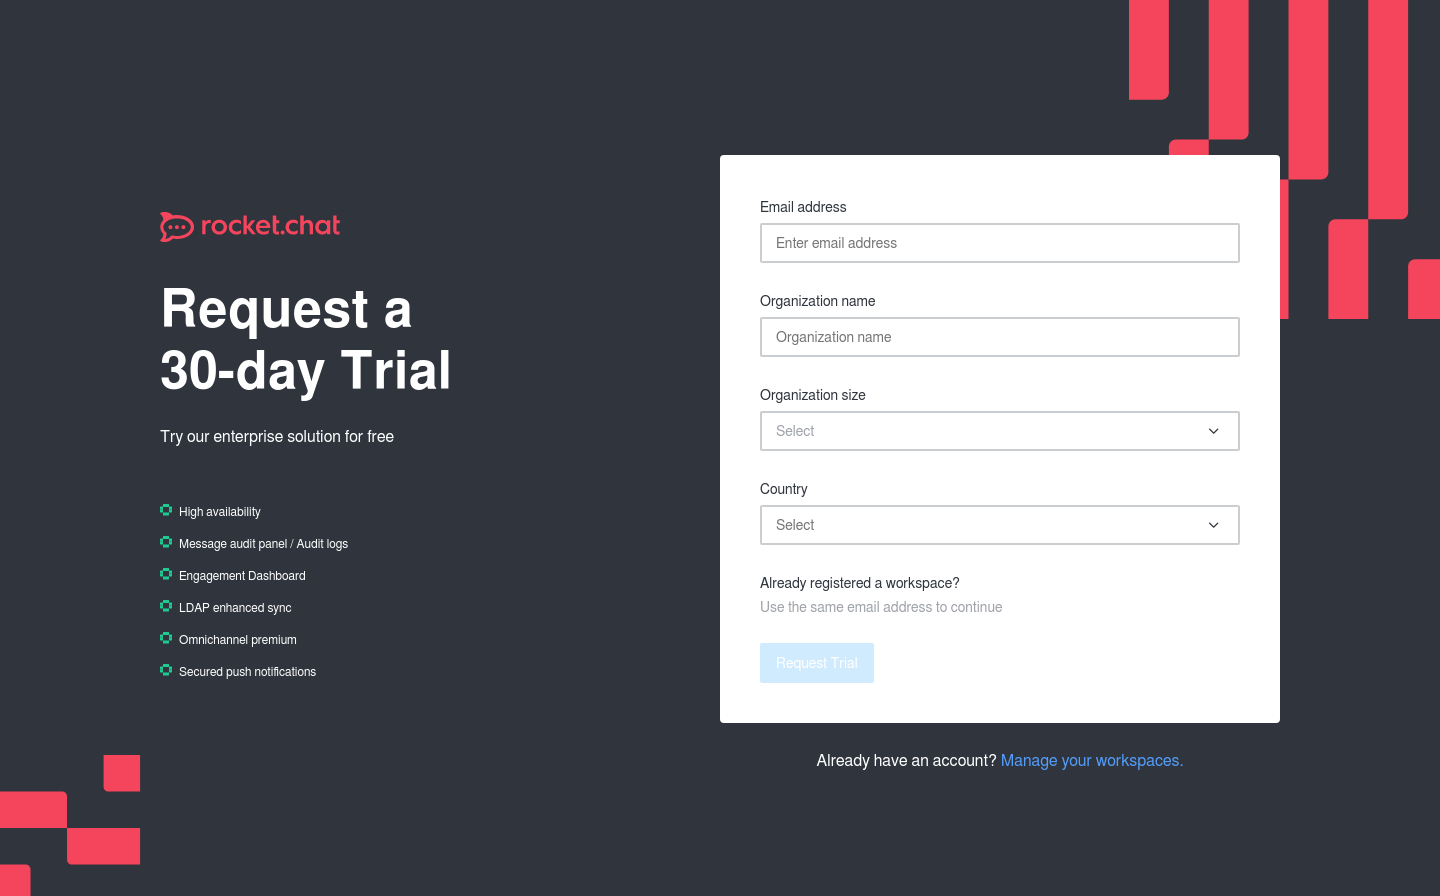 rocket.chat
Request a
30-day Trial
Try our enterprise solution for free
High availability
Message audit panel / Audit logs
Engagement Dashboard
LDAP enhanced sync
Omnichannel premium
Secured push notifications
Email address
Enter email address
Organization name
Organization name
Organization size
Select
Country
Select
Already registered a workspace?
Use the same email address to continue
Request Trial
Already have an account? Manage your workspaces.